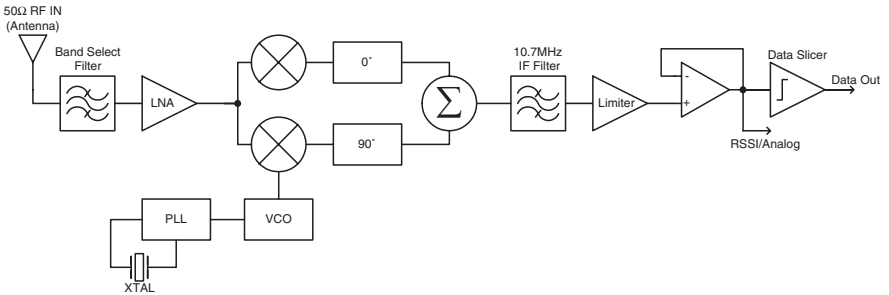 50Ω RF IN
(Antenna)
Band Select
Filter
LNA
0°
90°
Σ
10.7MHz
IF Filter
Limiter
-
+
Data Slicer
Data Out
RSSI/Analog
PLL
VCO
XTAL